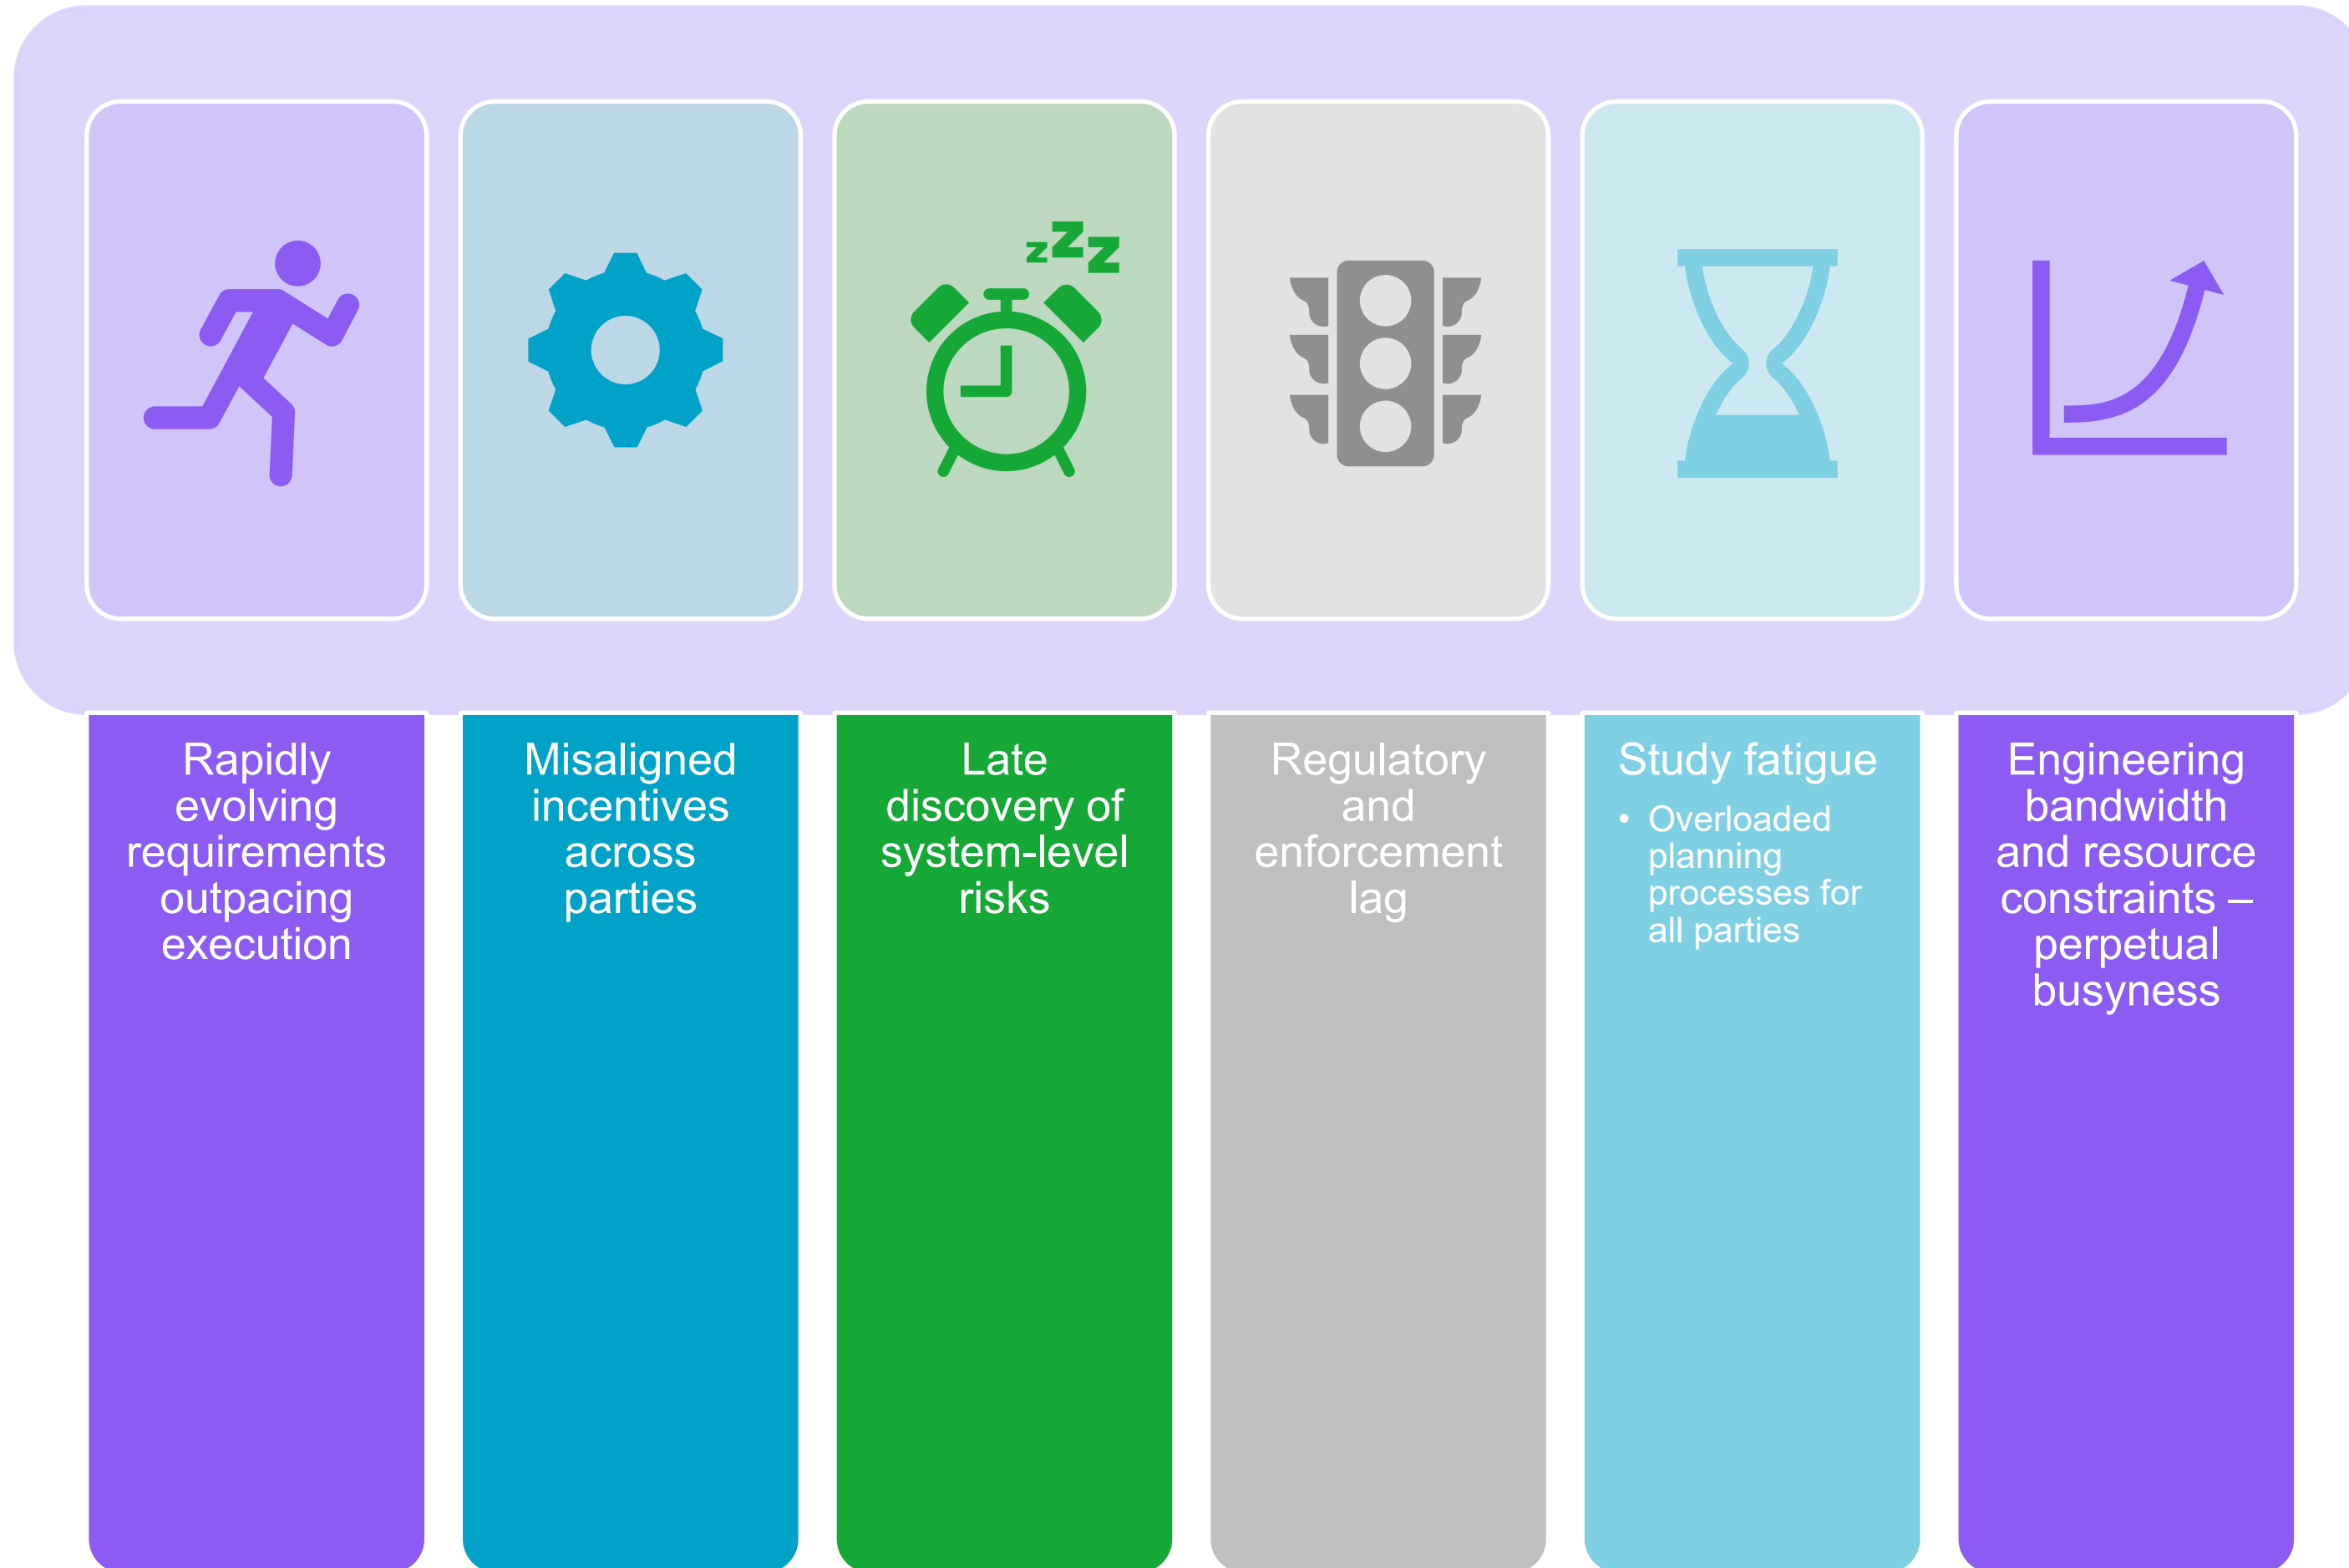 Rapidly
evolving
requirements
outpacing
execution
Misaligned
incentives
across
parties
Late
discovery of
system-level
risks
Regulatory
and
enforcement
lag
Study fatigue
• Overloaded
planning
processes for
all parties
Engineering
bandwidth
and resource
constraints –
perpetual
busyness